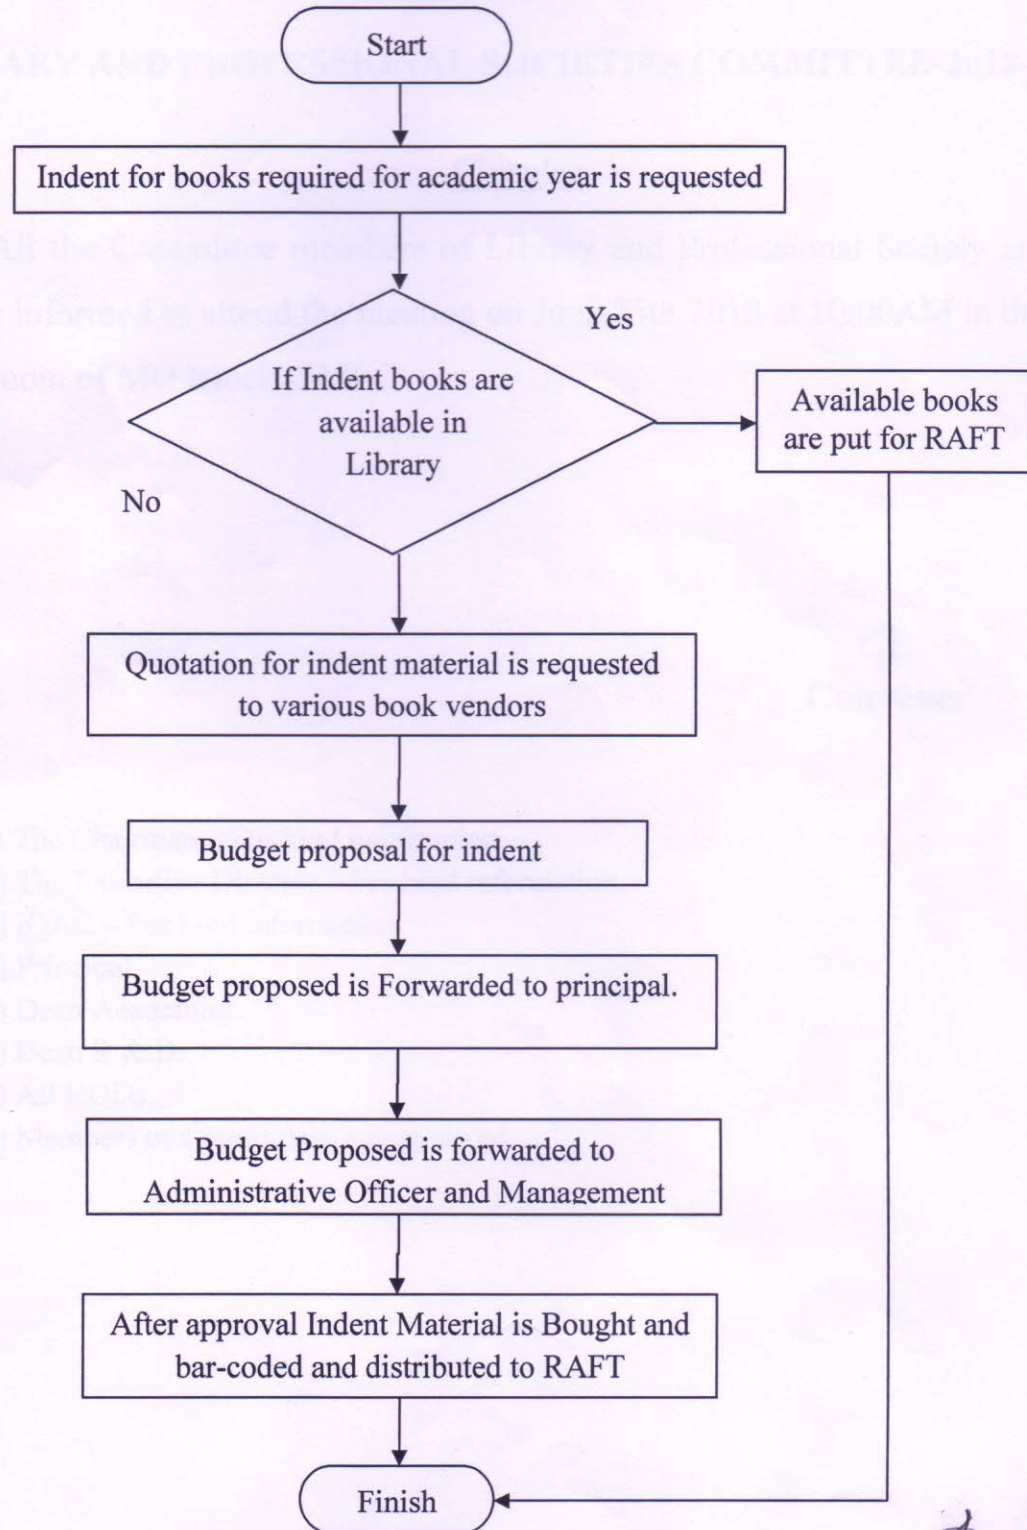 Start
Indent for books required for academic year is requested
Yes
If Indent books are
available in
Library
Available books
are put for RAFT
No
Quotation for indent material is requested
to various book vendors
Budget proposal for indent
Budget proposed is Forwarded to principal.
Budget Proposed is forwarded to
Administrative Officer and Management
After approval Indent Material is Bought and
bar-coded and distributed to RAFT
Finish